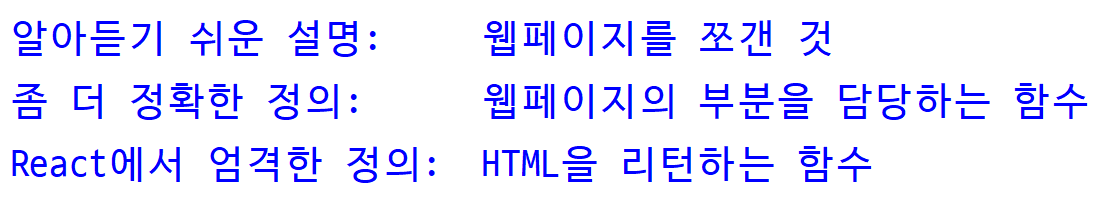 알아듣기 쉬운 설명: 웹페이지를 쪼갠 것
좀 더 정확한 정의: 웹페이지의 부분을 담당하는 함수
React에서 엄격한 정의: HTML을 리턴하는 함수